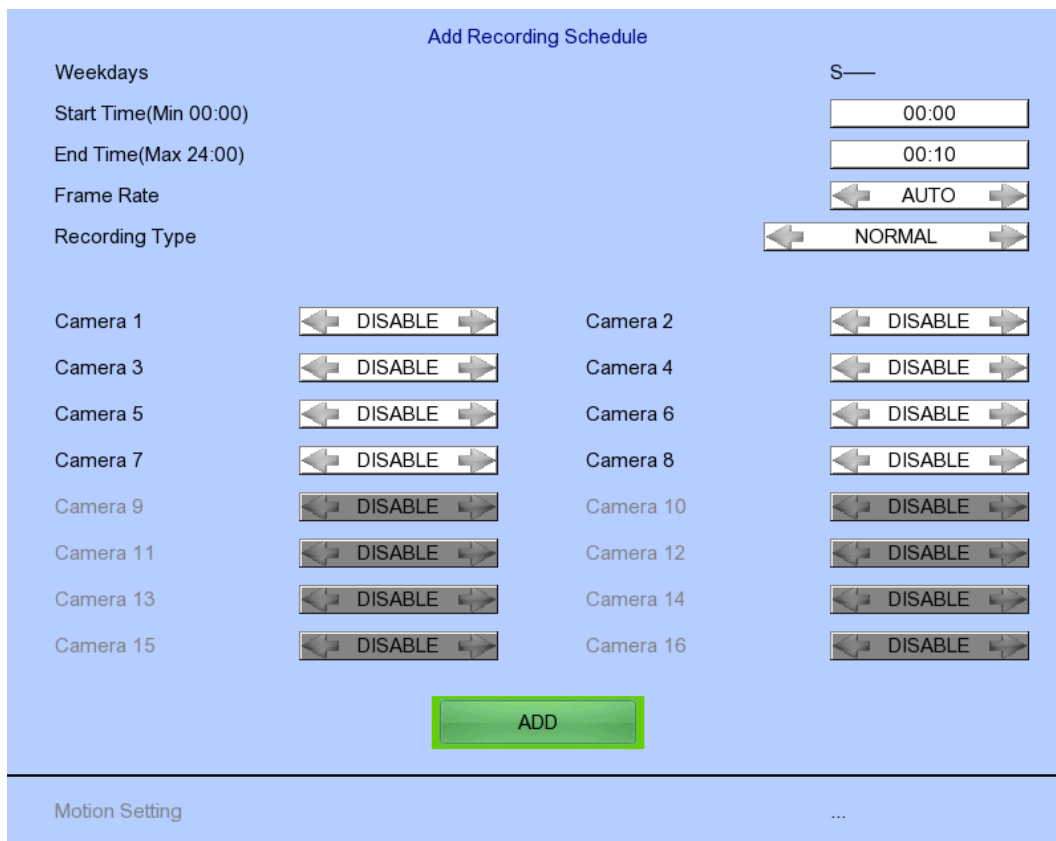 Add Recording Schedule
Weekdays S——
Start Time(Min 00:00) 00:00
End Time(Max 24:00) 00:10
Frame Rate AUTO
Recording Type NORMAL
Camera 1 DISABLE Camera 2 DISABLE
Camera 3 DISABLE Camera 4 DISABLE
Camera 5 DISABLE Camera 6 DISABLE
Camera 7 DISABLE Camera 8 DISABLE
Camera 9 DISABLE Camera 10 DISABLE
Camera 11 DISABLE Camera 12 DISABLE
Camera 13 DISABLE Camera 14 DISABLE
Camera 15 DISABLE Camera 16 DISABLE
ADD
Motion Setting ...